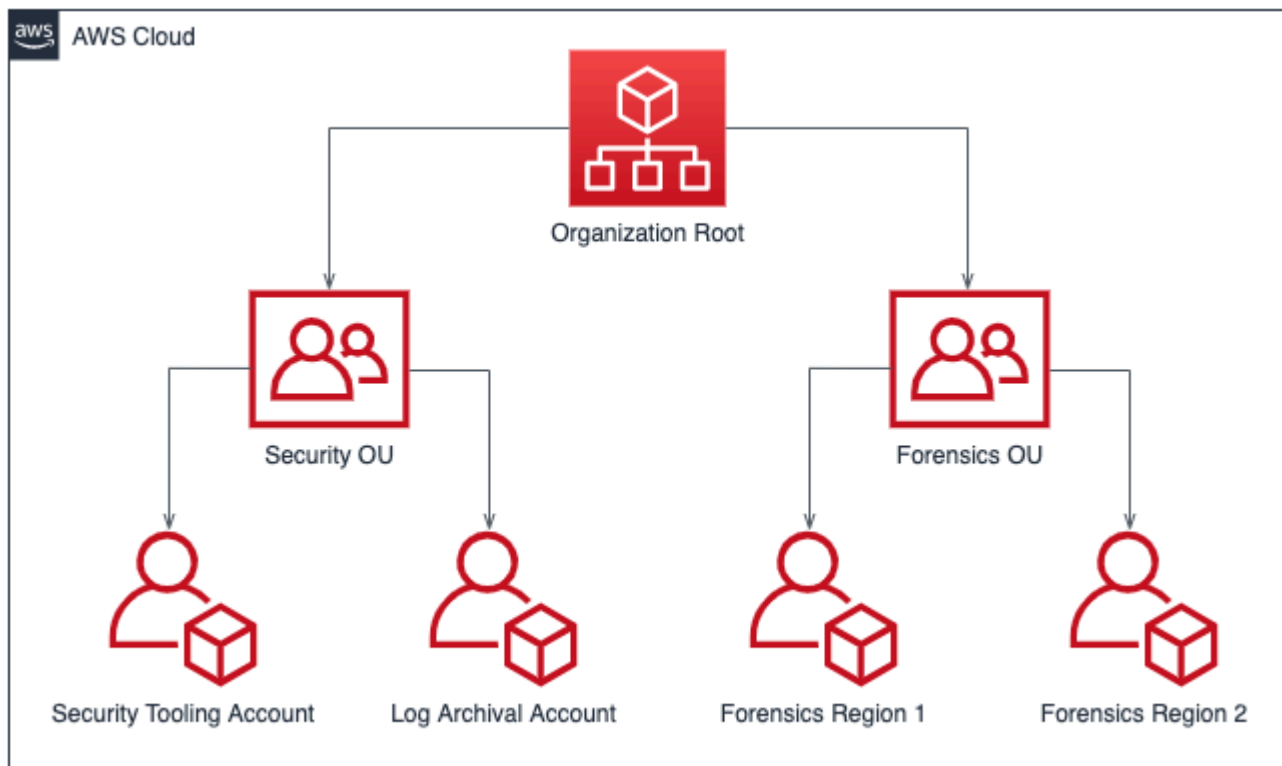 aws
AWS Cloud
Organization Root
Security OU
Forensics OU
Security Tooling Account
Log Archival Account
Forensics Region 1
Forensics Region 2